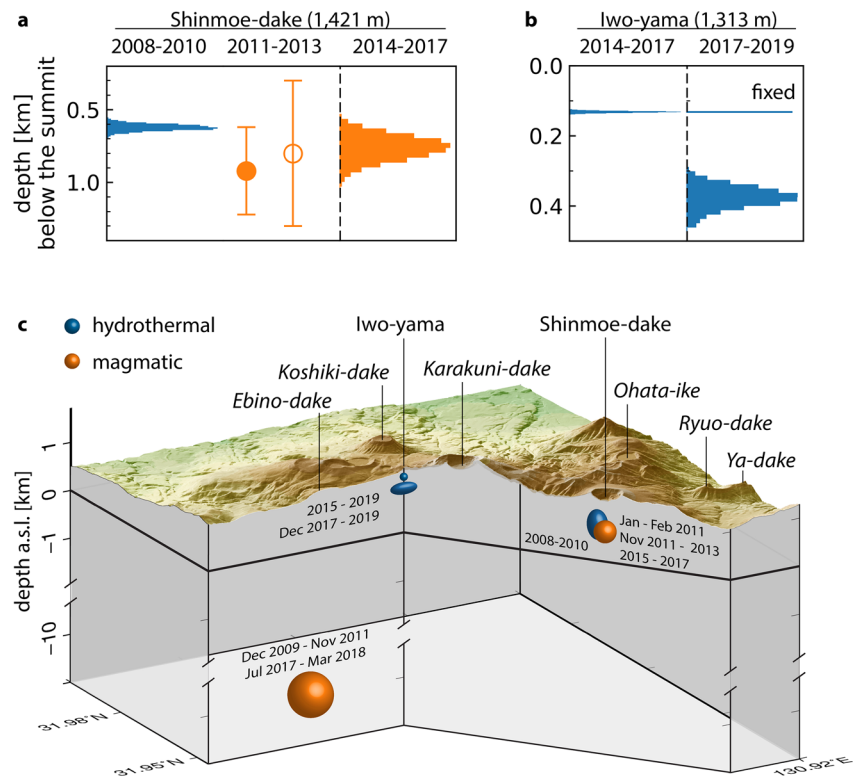 a
Shinmoe-dake (1,421 m)
2008-2010 2011-2013 2014-2017
depth [km]
below the summit
0.5
1.0
b
Iwo-yama (1,313 m)
2014-2017 2017-2019
0.0
0.2
0.4
fixed
c
hydrothermal
magmatic
Iwo-yama
Shinmoe-dake
Koshiki-dake
Karakuni-dake
Ebino-dake
Ohata-ike
Ryuo-dake
Ya-dake
depth a.s.l. [km]
1
0
-1
-10
2015 - 2019
Dec 2017 - 2019
2008-2010
Jan - Feb 2011
Nov 2011 - 2013
2015 - 2017
Dec 2009 - Nov 2011
Jul 2017 - Mar 2018
31.98°N
31.95°N
130.92°E